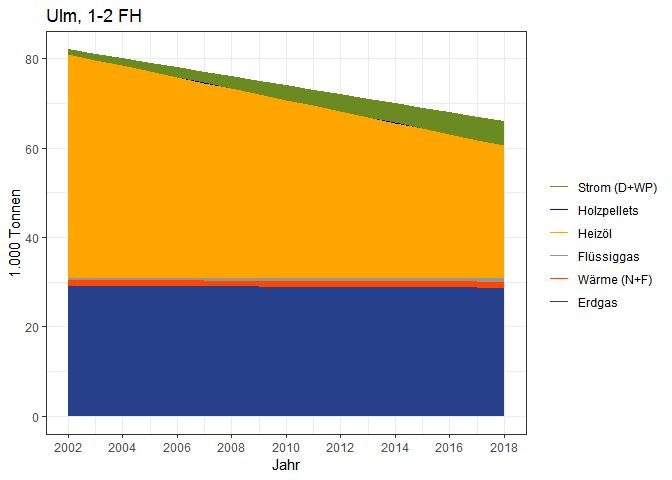 Ulm, 1-2 FH
80
60
40
20
0
1.000 Tonnen
2002 2004 2006 2008 2010 2012 2014 2016 2018
Jahr
Strom (D+WP)
Holzpellets
Heizöl
Flüssiggas
Wärme (N+F)
Erdgas